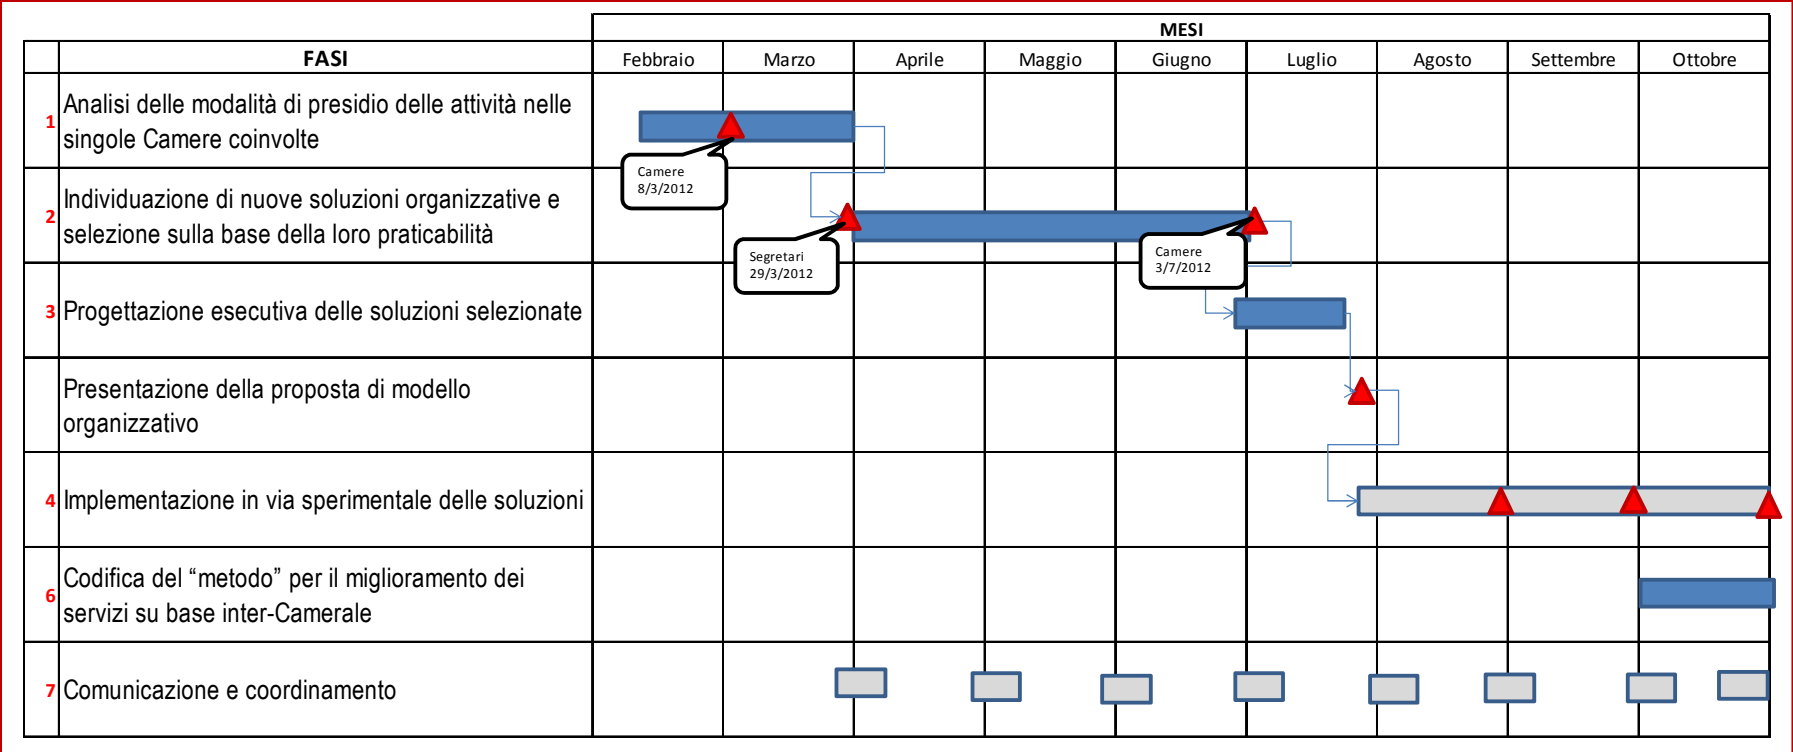 MESI
FASI Febbraio Marzo Aprile Maggio Giugno Luglio Agosto Settembre Ottobre
1 Analisi delle modalità di presidio delle attività nelle
singole Camere coinvolte
Camere
8/3/2012
2 Individuazione di nuove soluzioni organizzative e
selezione sulla base della loro praticabilità
Segretari
29/3/2012
Camere
3/7/2012
3 Progettazione esecutiva delle soluzioni selezionate
Presentazione della proposta di modello
organizzativo
4 Implementazione in via sperimentale delle soluzioni
6 Codifica del “metodo” per il miglioramento dei
servizi su base inter-Camerale
7 Comunicazione e coordinamento